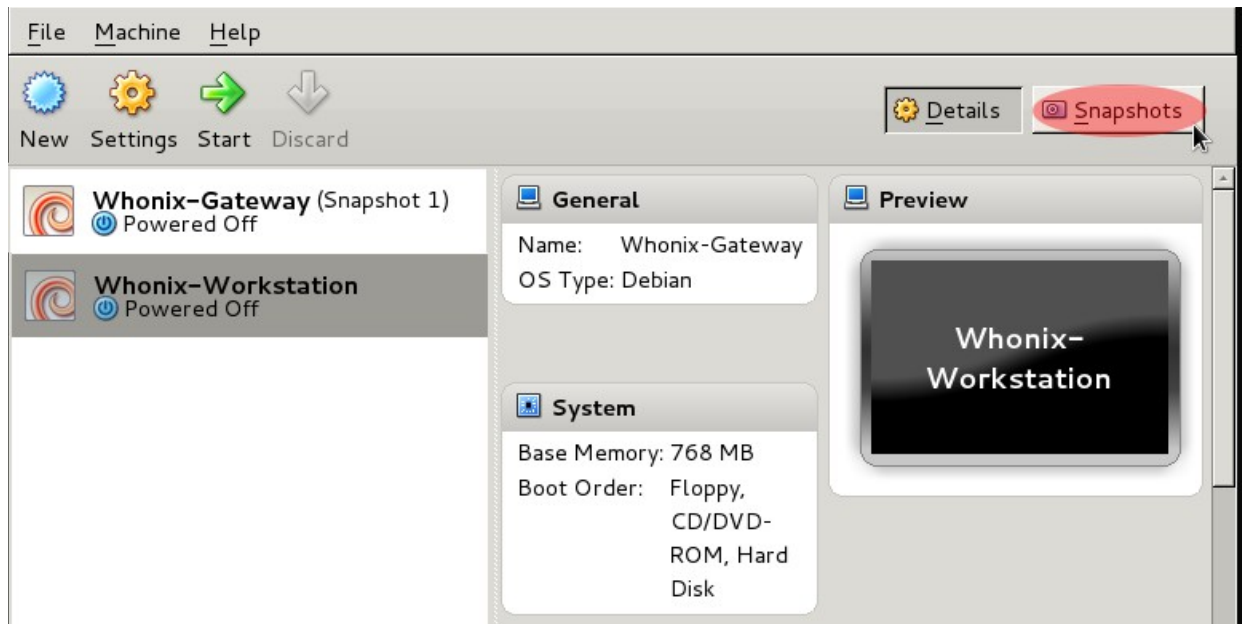 File Machine Help
New Settings Start Discard
Details Snapshots
Whonix-Gateway (Snapshot 1)
Powered Off
Whonix-Workstation
Powered Off
General
Name: Whonix-Gateway
OS Type: Debian
System
Base Memory: 768 MB
Boot Order: Floppy,
CD/DVD-
ROM, Hard
Disk
Preview
Whonix-
Workstation